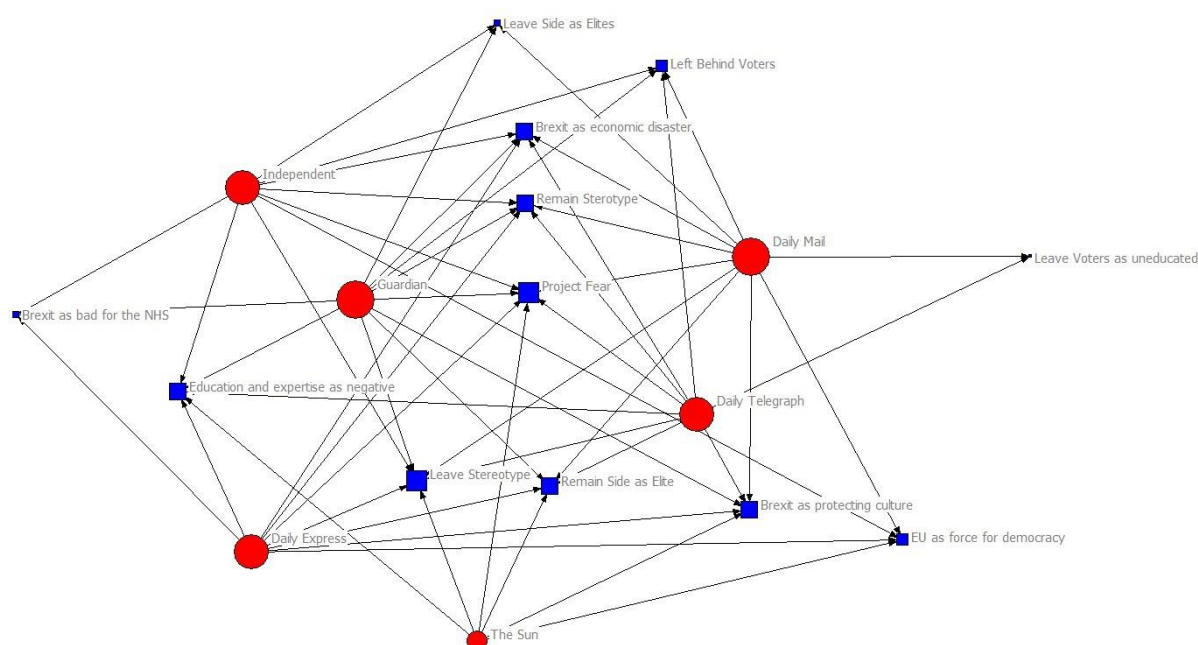 Leave Side as Elites
Left Behind Voters
Brexit as economic disaster
Independent
Remain Sterotype
Daily Mail
Leave Voters as uneducated
Guardian
Project Fear
Brexit as bad for the NHS
Education and expertise as negative
Daily Telegraph
Leave Stereotype
Remain Side as Elite
Brexit as protecting culture
Daily Express
EU as force for democracy
The Sun